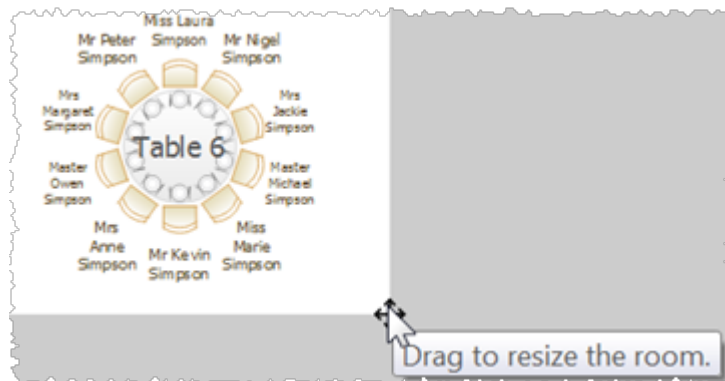 Miss Laura
Simpson
Mr Peter
Simpson
Mr Nigel
Simpson
Mrs
Margaret
Simpson
Mrs
Jackie
Simpson
Table 6
Master
Owen
Simpson
Master
Michael
Simpson
Mrs
Anne
Simpson
Mr Kevin
Simpson
Miss
Marie
Simpson
Drag to resize the room.